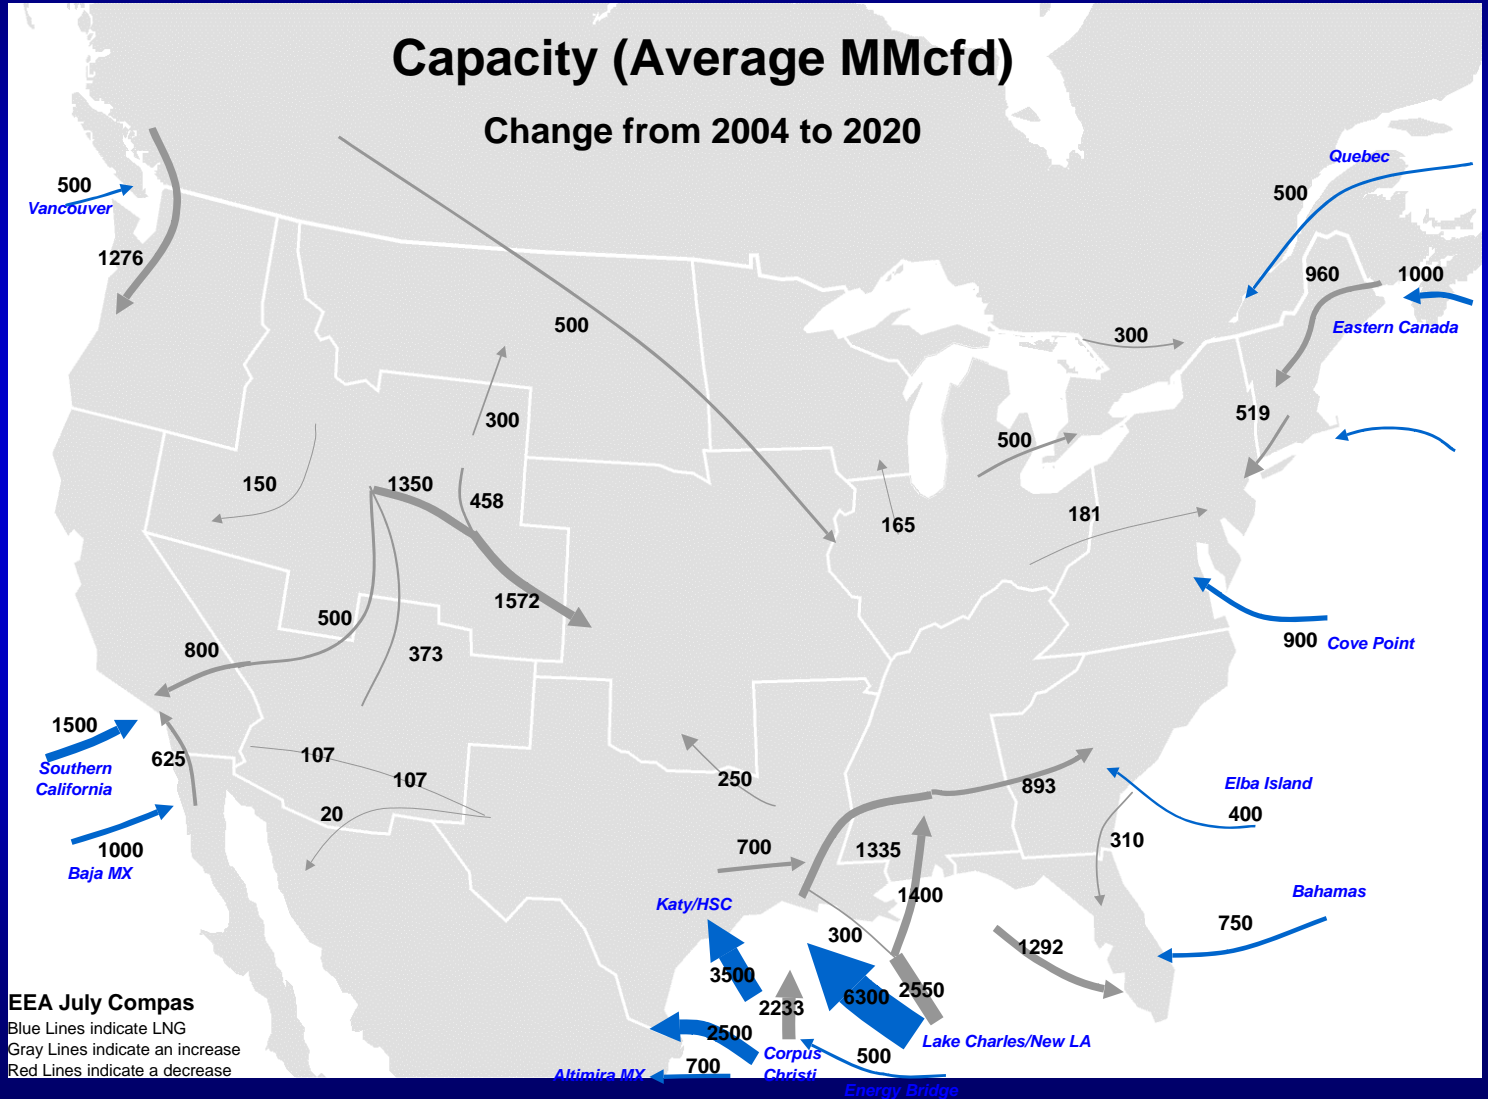 Capacity (Average MMcfd)
Change from 2004 to 2020
Quebec
500
500
Vancouver
1276
960
1000
Eastern Canada
500
300
300
519
500
150
1350
458
165
181
1572
500
800
373
900
Cove Point
1500
Southern
California
625
107
107
20
250
893
Elba Island
400
310
1000
Baja MX
700
1335
1400
Katy/HSC
Bahamas
750
300
1292
3500
6300
2550
2233
EEA July Compas
Blue Lines indicate LNG
Gray Lines indicate an increase
Red Lines indicate a decrease
2500
Lake Charles/New LA
Corpus
Christi
500
700
Altimira MX
Energy Bridge